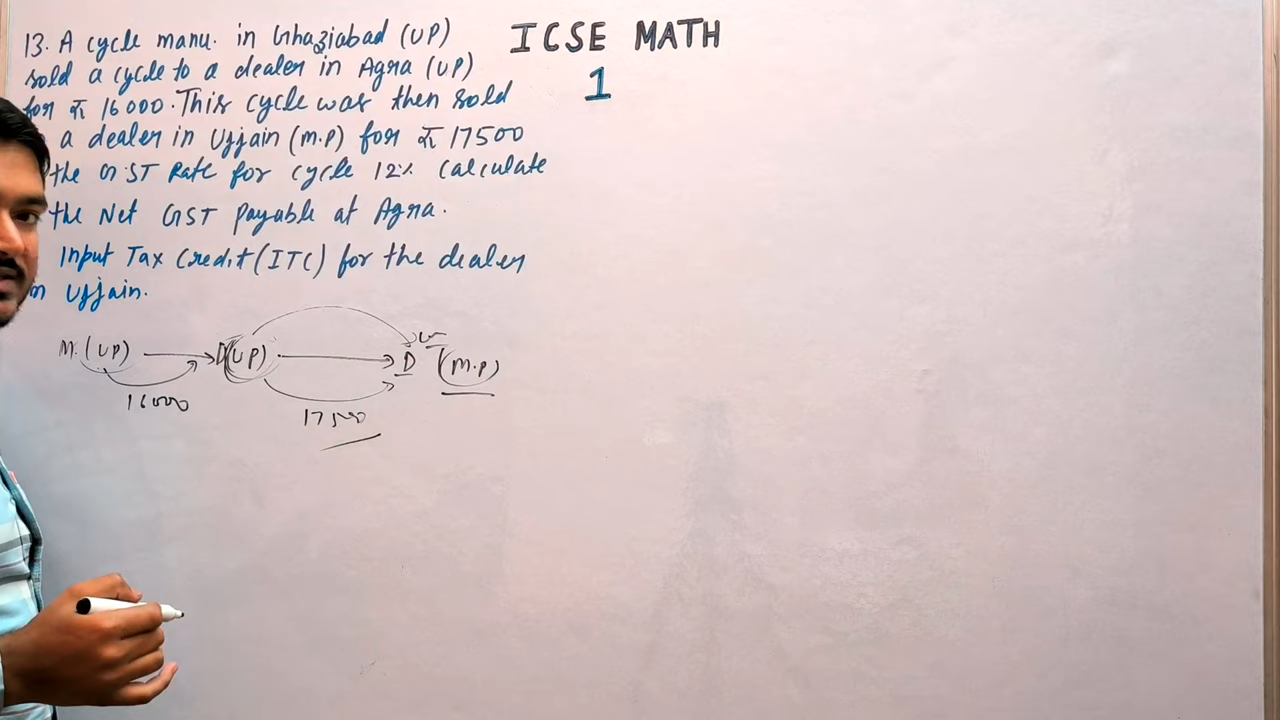 13. A cycle manu. in Ghaziabad (UP)
sold a cycle to a dealer in Agra (UP)
for ₹ 16000. This cycle was then sold
a dealer in Ujjain (M.P) for ₹ 17500
the GST Rate for cycle 12% calculate
the Net GST payable at Agra.
Input Tax Credit (ITC) for the dealer
in Ujjain.
ICSE MATH
1
M. (UP) D(UP) D (M.P)
16000
17500